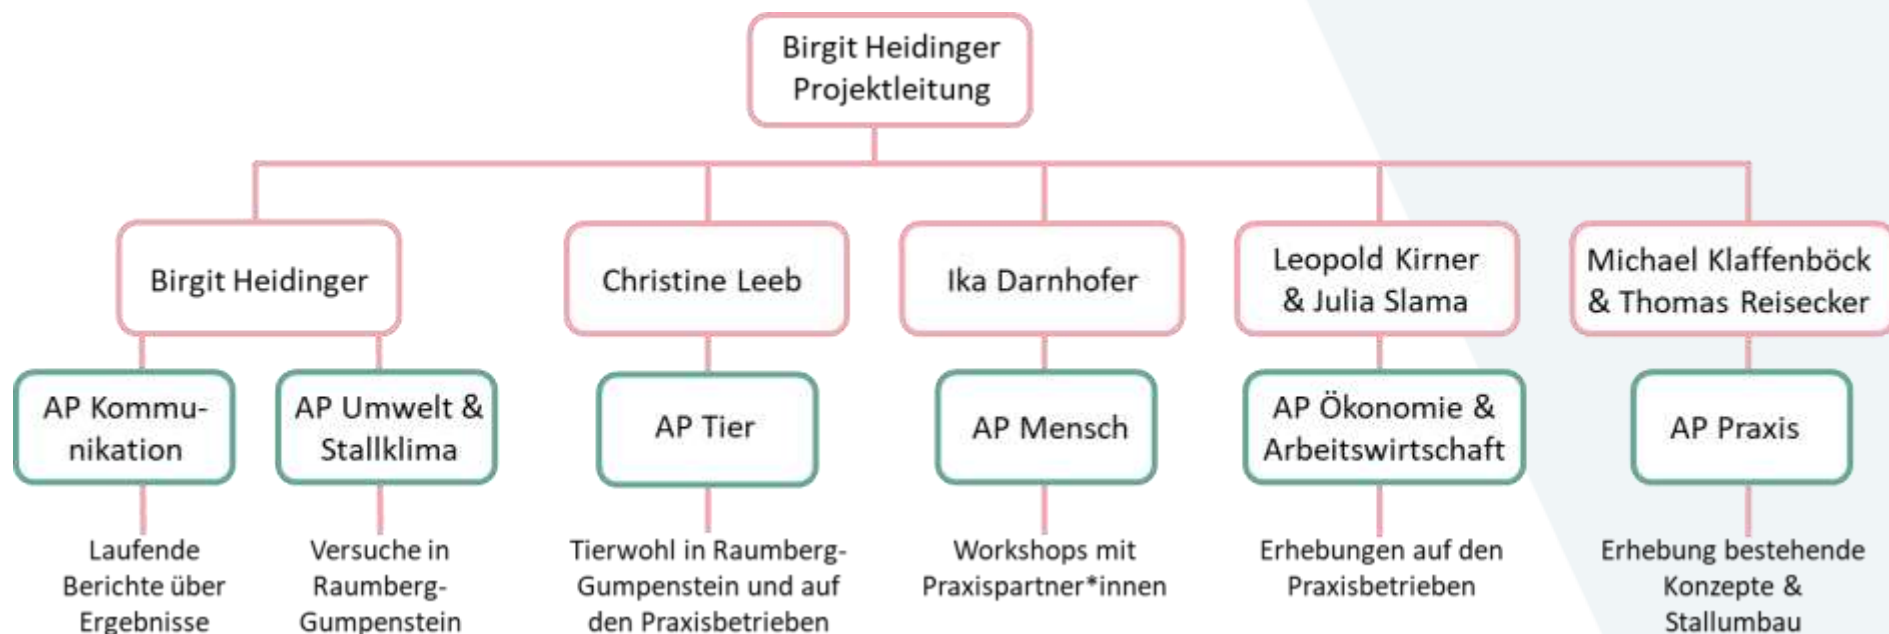 Birgit Heidinger
Projektleitung
Birgit Heidinger
Christine Leeb
Ika Darnhofer
Leopold Kirner
& Julia Slama
Michael Klaffenböck
& Thomas Reisecker
AP Kommu-
nikation
AP Umwelt &
Stallklima
AP Tier
AP Mensch
AP Ökonomie &
Arbeitswirtschaft
AP Praxis
Laufende
Berichte über
Ergebnisse
Versuche in
Raumberg-
Gumpenstein
Tierwohl in Raumberg-
Gumpenstein und auf
den Praxisbetrieben
Workshops mit
Praxispartner*innen
Erhebungen auf den
Praxisbetrieben
Erhebung bestehende
Konzepte &
Stallumbau